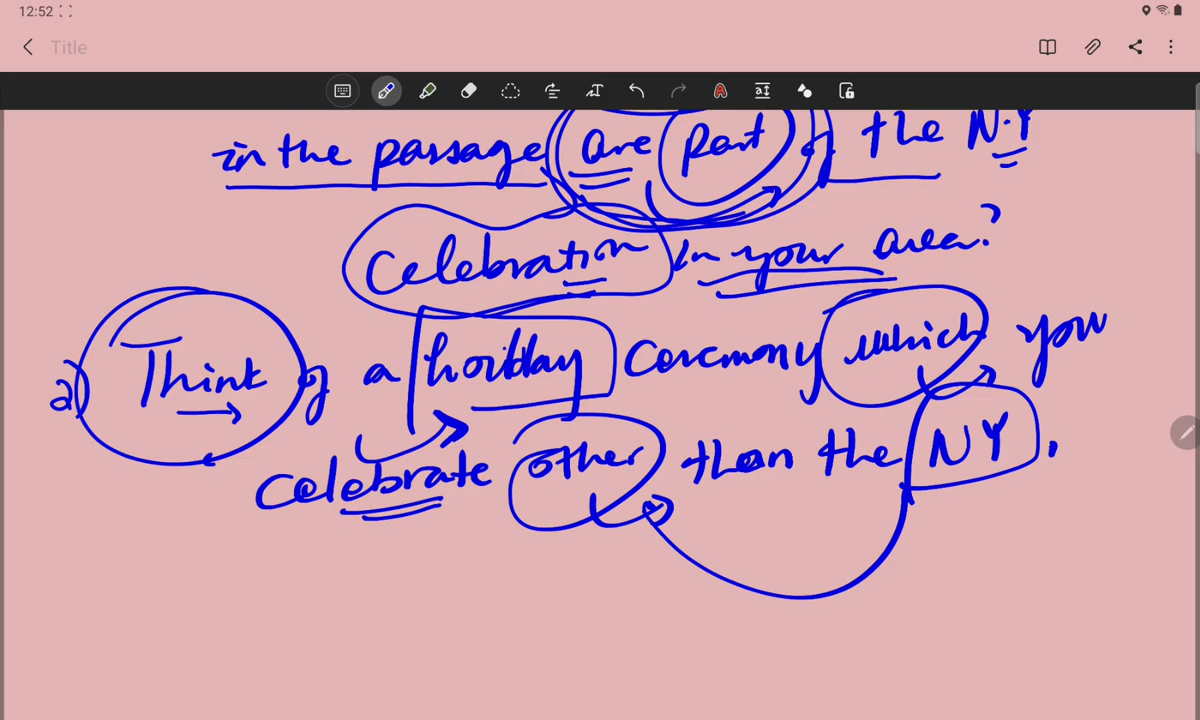 12:52
Title
in the passage are part of the N.Y
Celebration in your area?
2) Think of a holiday Ceremony which you
celebrate other than the NY.